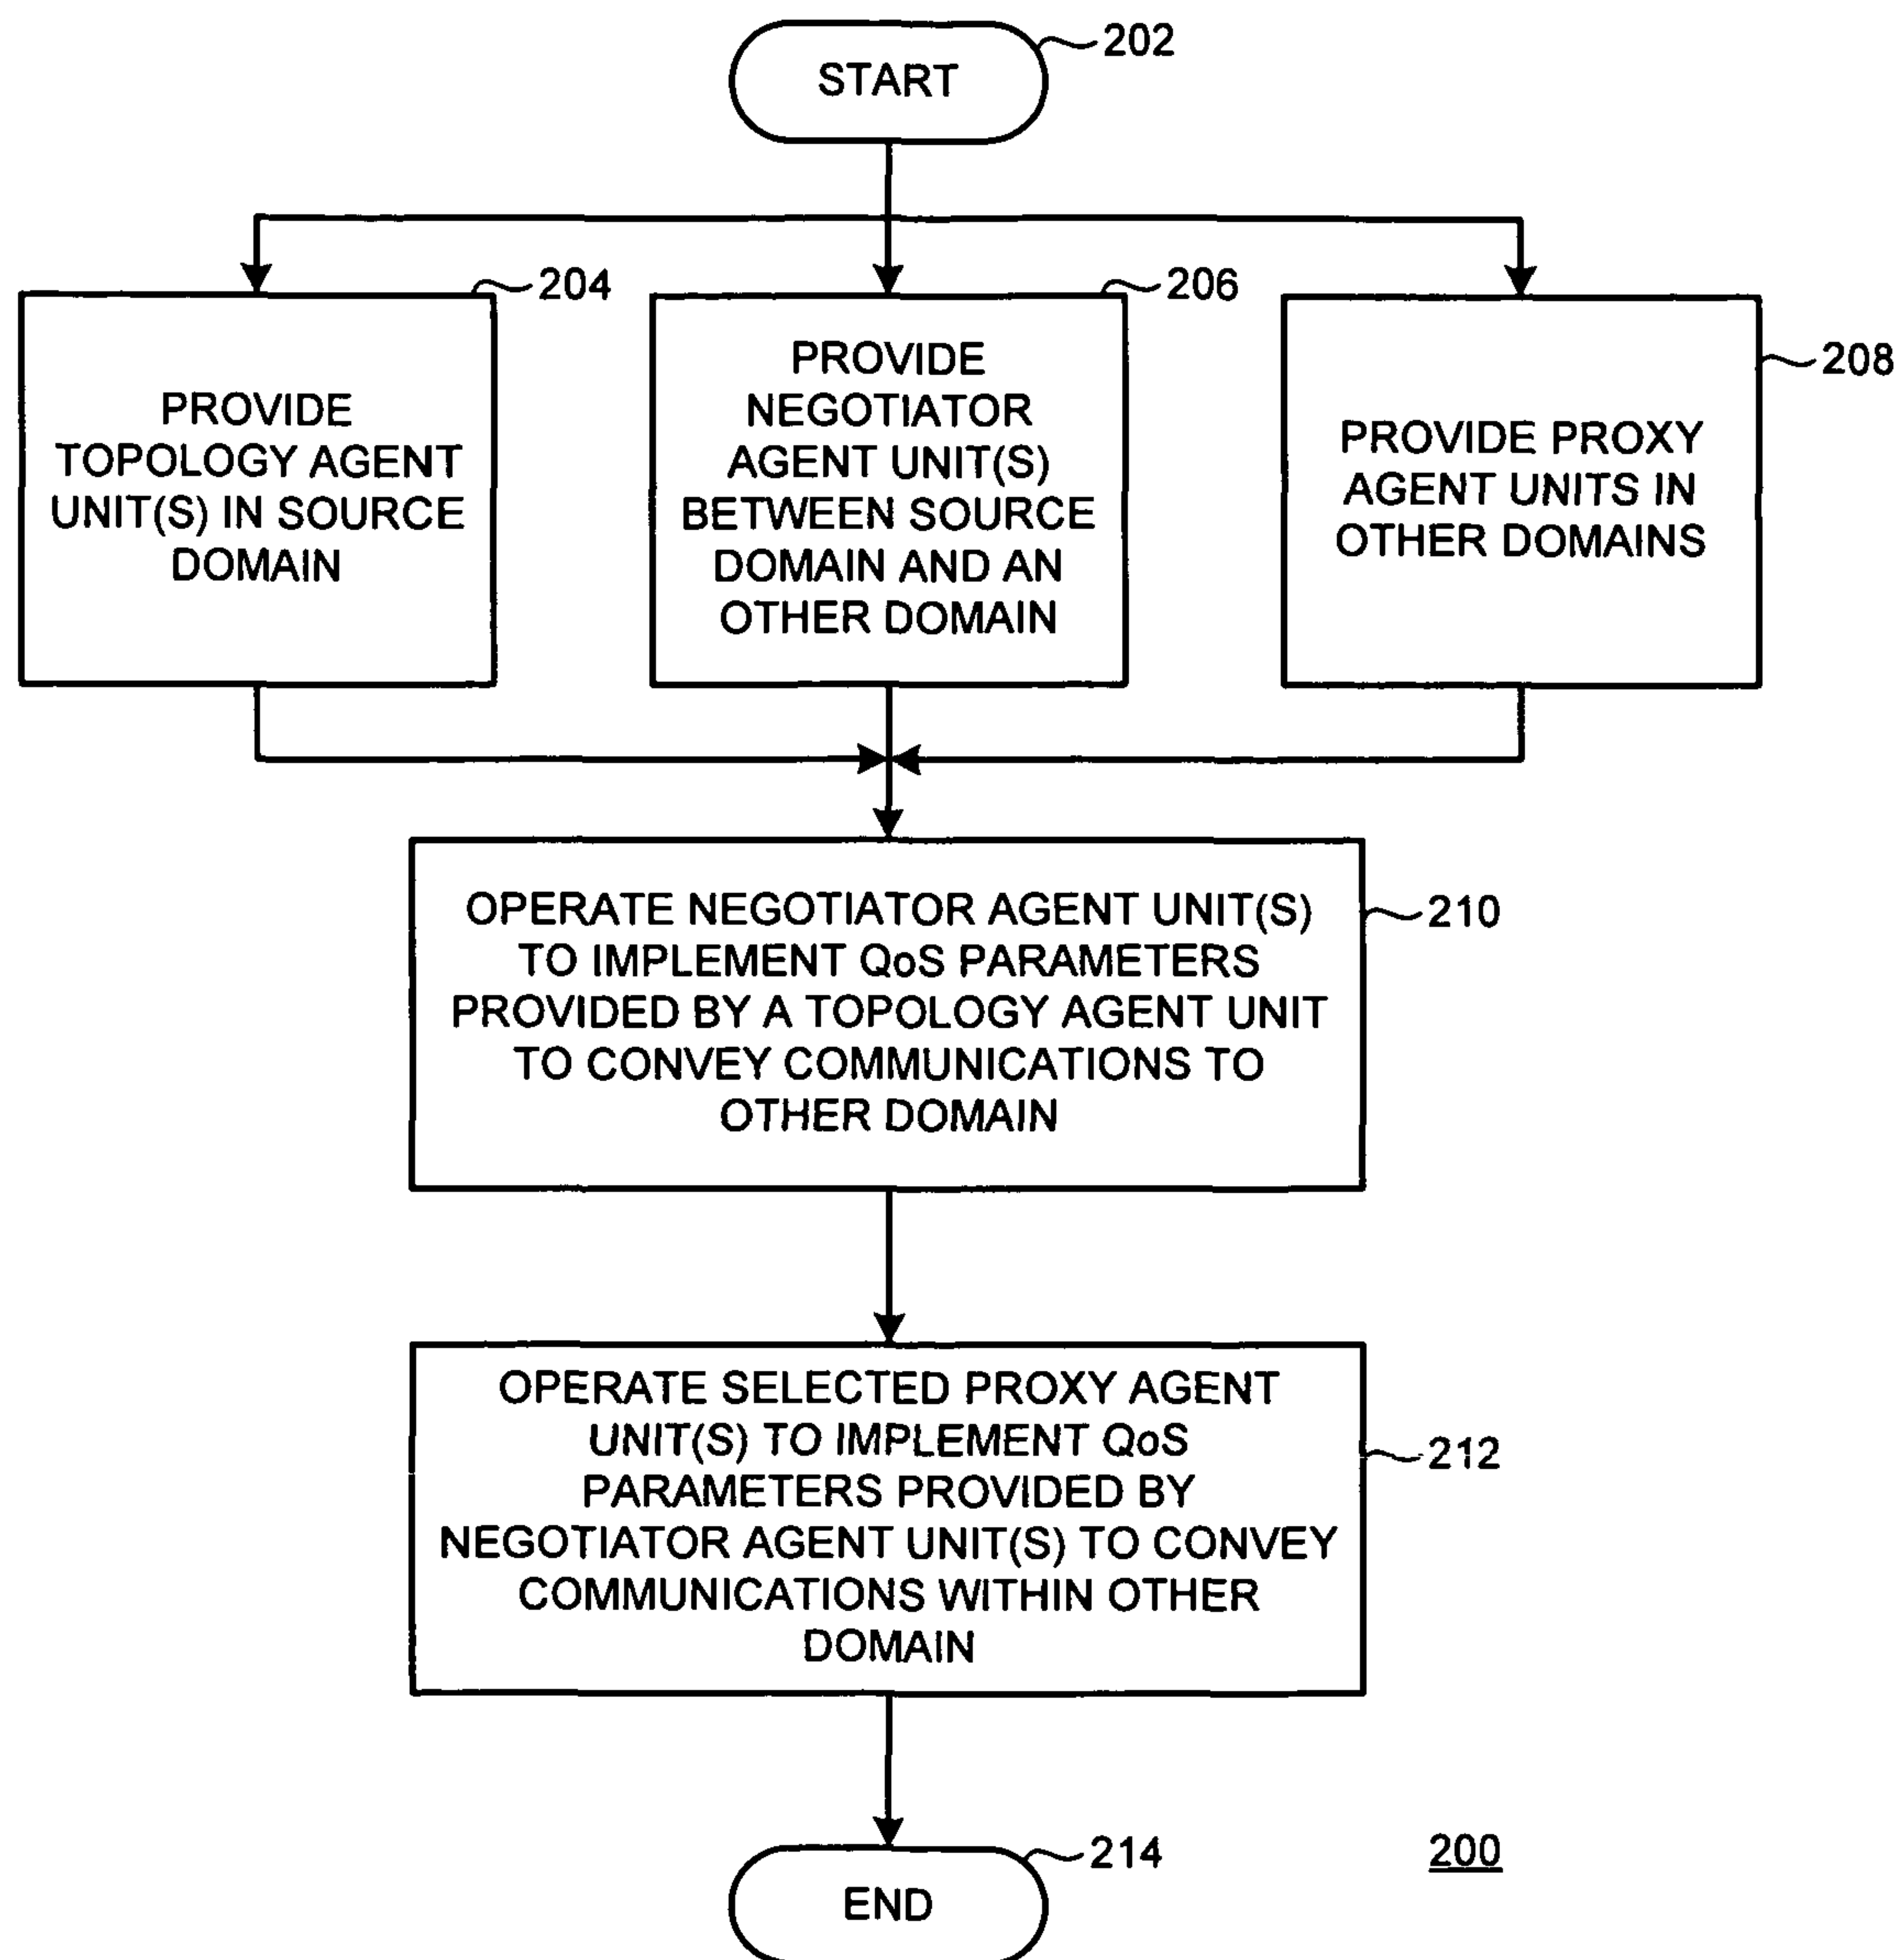 START
202
PROVIDE
TOPOLOGY AGENT
UNIT(S) IN SOURCE
DOMAIN
204
PROVIDE
NEGOTIATOR
AGENT UNIT(S)
BETWEEN SOURCE
DOMAIN AND AN
OTHER DOMAIN
206
PROVIDE PROXY
AGENT UNITS IN
OTHER DOMAINS
208
OPERATE NEGOTIATOR AGENT UNIT(S)
TO IMPLEMENT QoS PARAMETERS
PROVIDED BY A TOPOLOGY AGENT UNIT
TO CONVEY COMMUNICATIONS TO
OTHER DOMAIN
210
OPERATE SELECTED PROXY AGENT
UNIT(S) TO IMPLEMENT QoS
PARAMETERS PROVIDED BY
NEGOTIATOR AGENT UNIT(S) TO CONVEY
COMMUNICATIONS WITHIN OTHER
DOMAIN
212
END
214
200